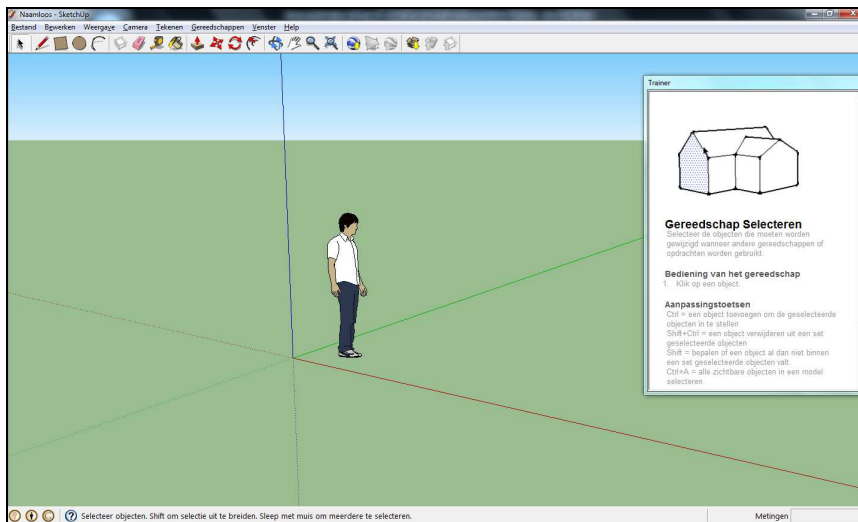 Naamloos - SketchUp
Bestand Bewerken Weergave Camera Tekenen Gereedschappen Venster Help
Trainer
Gereedschap Selecteren
Selecteer de objecten die moeten worden
gewijzigd wanneer andere gereedschappen of
opdrachten worden gebruikt.
Bediening van het gereedschap
1. Klik op een object.
Aanpassingstoetsen
Ctrl = een object toevoegen om de geselecteerde
objecten in te stellen
Shift+Ctrl = een object verwijderen uit een set
geselecteerde objecten
Shift = bepalen of een object al dan niet binnen
een set geselecteerde objecten valt.
Ctrl+A = alle zichtbare objecten in een model
selecteren
Selecteer objecten. Shift om selectie uit te breiden. Sleep met muis om meerdere te selecteren.
Metingen